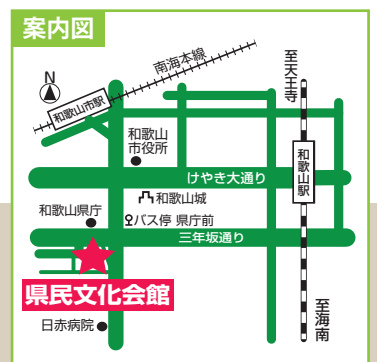 案内図
南海本線
至天王寺
N
和歌山市駅
和歌山
市役所
和歌山駅
けやき大通り
和歌山城
和歌山県庁
バス停 県庁前
三年坂通り
県民文化会館
至海南
日赤病院